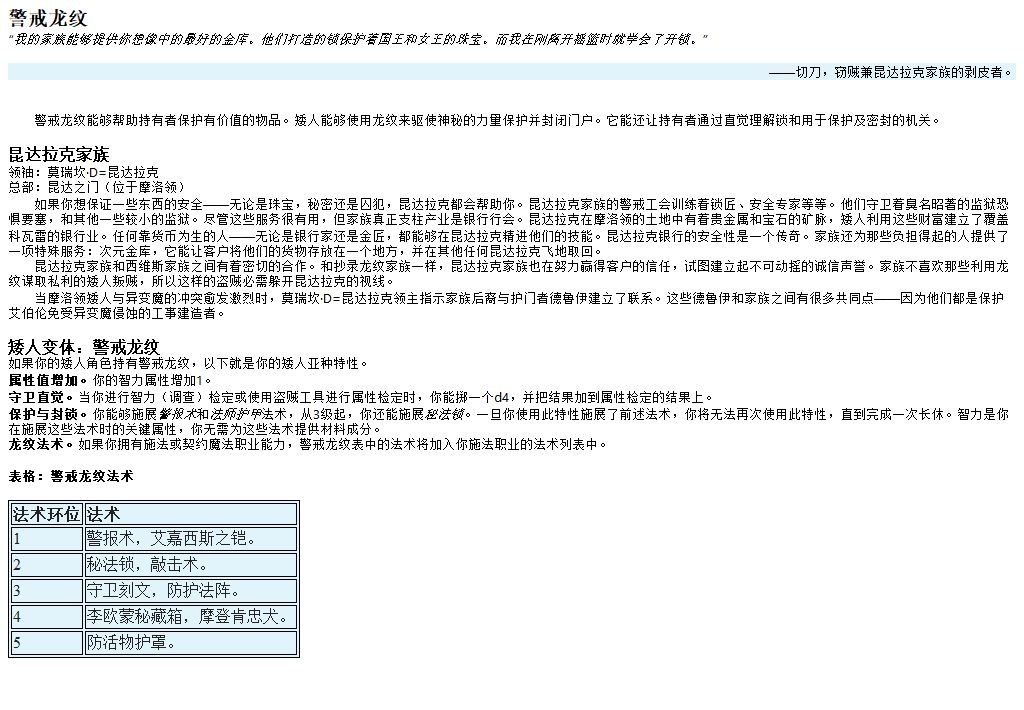 警戒龙纹
“我的家族能够提供你想像中的最好的金库。他们打造的锁保护着国王和女王的珠宝。而我在刚离开摇篮时就学会了开锁。”
——切刀，窃贼兼昆达拉克家族的剥皮者。
警戒龙纹能够帮助持有者保护有价值的物品。矮人能够使用龙纹来驱使神秘的力量保护并封闭门户。它能还让持有者通过直觉理解锁和用于保护及密封的机关。
昆达拉克家族
领袖：莫瑞坎·D=昆达拉克
总部：昆达之门（位于摩洛领）
如果你想保证一些东西的安全——无论是珠宝，秘密还是囚犯，昆达拉克都会帮助你。昆达拉克家族的警戒工会训练着锁匠、安全专家等等。他们守卫着臭名昭著的监狱恐
惧要塞，和其他一些较小的监狱。尽管这些服务很有用，但家族真正支柱产业是银行行会。昆达拉克在摩洛领的土地中有着贵金属和宝石的矿脉，矮人利用这些财富建立了覆盖
科瓦雷的银行业。任何靠货币为生的人——无论是银行家还是金匠，都能够在昆达拉克精进他们的技能。昆达拉克银行的安全性是一个传奇。家族还为那些负担得起的人提供了
一项特殊服务：次元金库，它能让客户将他们的货物存放在一个地方，并在其他任何昆达拉克飞地取回。
昆达拉克家族和西维斯家族之间有着密切的合作。和抄录龙纹家族一样，昆达拉克家族也在努力赢得客户的信任，试图建立起不可动摇的诚信声誉。家族不喜欢那些利用龙
纹谋取私利的矮人叛贼，所以这样的盗贼必需躲开昆达拉克的视线。
当摩洛领矮人与异变魔的冲突愈发激烈时，莫瑞坎·D=昆达拉克领主指示家族后裔与护门者德鲁伊建立了联系。这些德鲁伊和家族之间有很多共同点——因为他们都是保护
艾伯伦免受异变魔侵蚀的工事建造者。
矮人变体：警戒龙纹
如果你的矮人角色持有警戒龙纹，以下就是你的矮人亚种特性。
属性值增加。你的智力属性增加1。
守卫直觉。当你进行智力（调查）检定或使用盗贼工具进行属性检定时，你能掷一个d4，并把结果加到属性检定的结果上。
保护与封锁。你能够施展警报术和法师护甲法术，从3级起，你还能施展秘法锁。一旦你使用此特性施展了前述法术，你将无法再次使用此特性，直到完成一次长休。智力是你
在施展这些法术时的关键属性，你无需为这些法术提供材料成分。
龙纹法术。如果你拥有施法或契约魔法职业能力，警戒龙纹表中的法术将加入你施法职业的法术列表中。
表格：警戒龙纹法术
法术环位 法术
1 警报术，艾嘉西斯之铠。
2 秘法锁，敲击术。
3 守卫刻文，防护法阵。
4 李欧蒙秘藏箱，摩登肯忠犬。
5 防活物护罩。